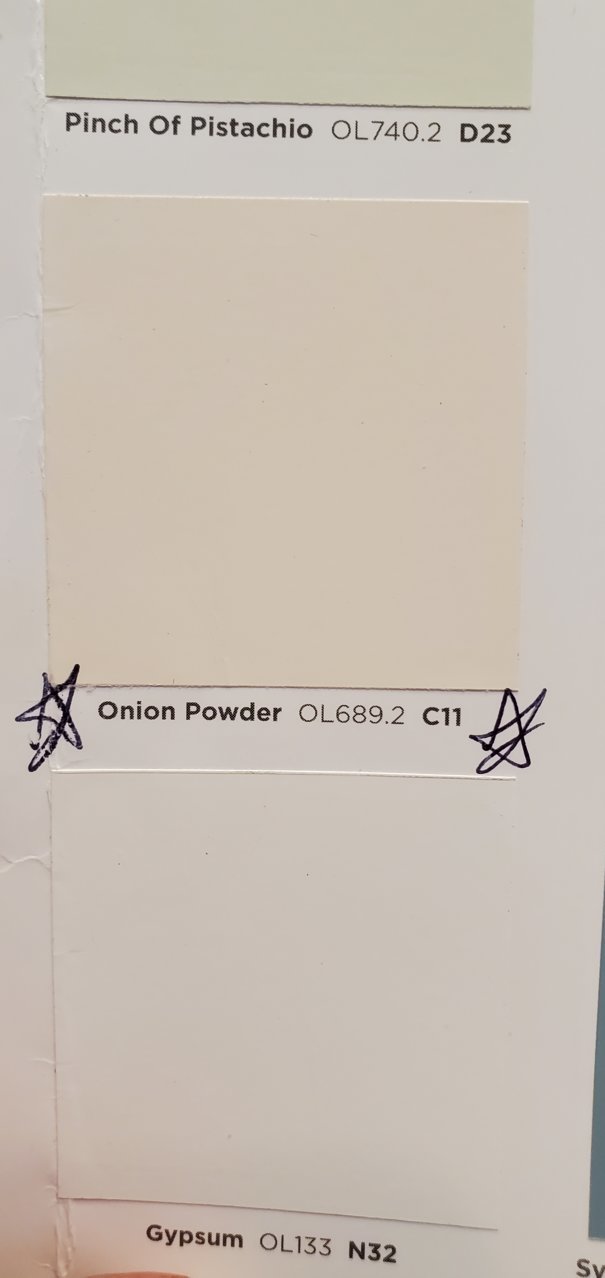 Pinch Of Pistachio OL740.2 D23
Onion Powder OL689.2 C11
Gypsum OL133 N32